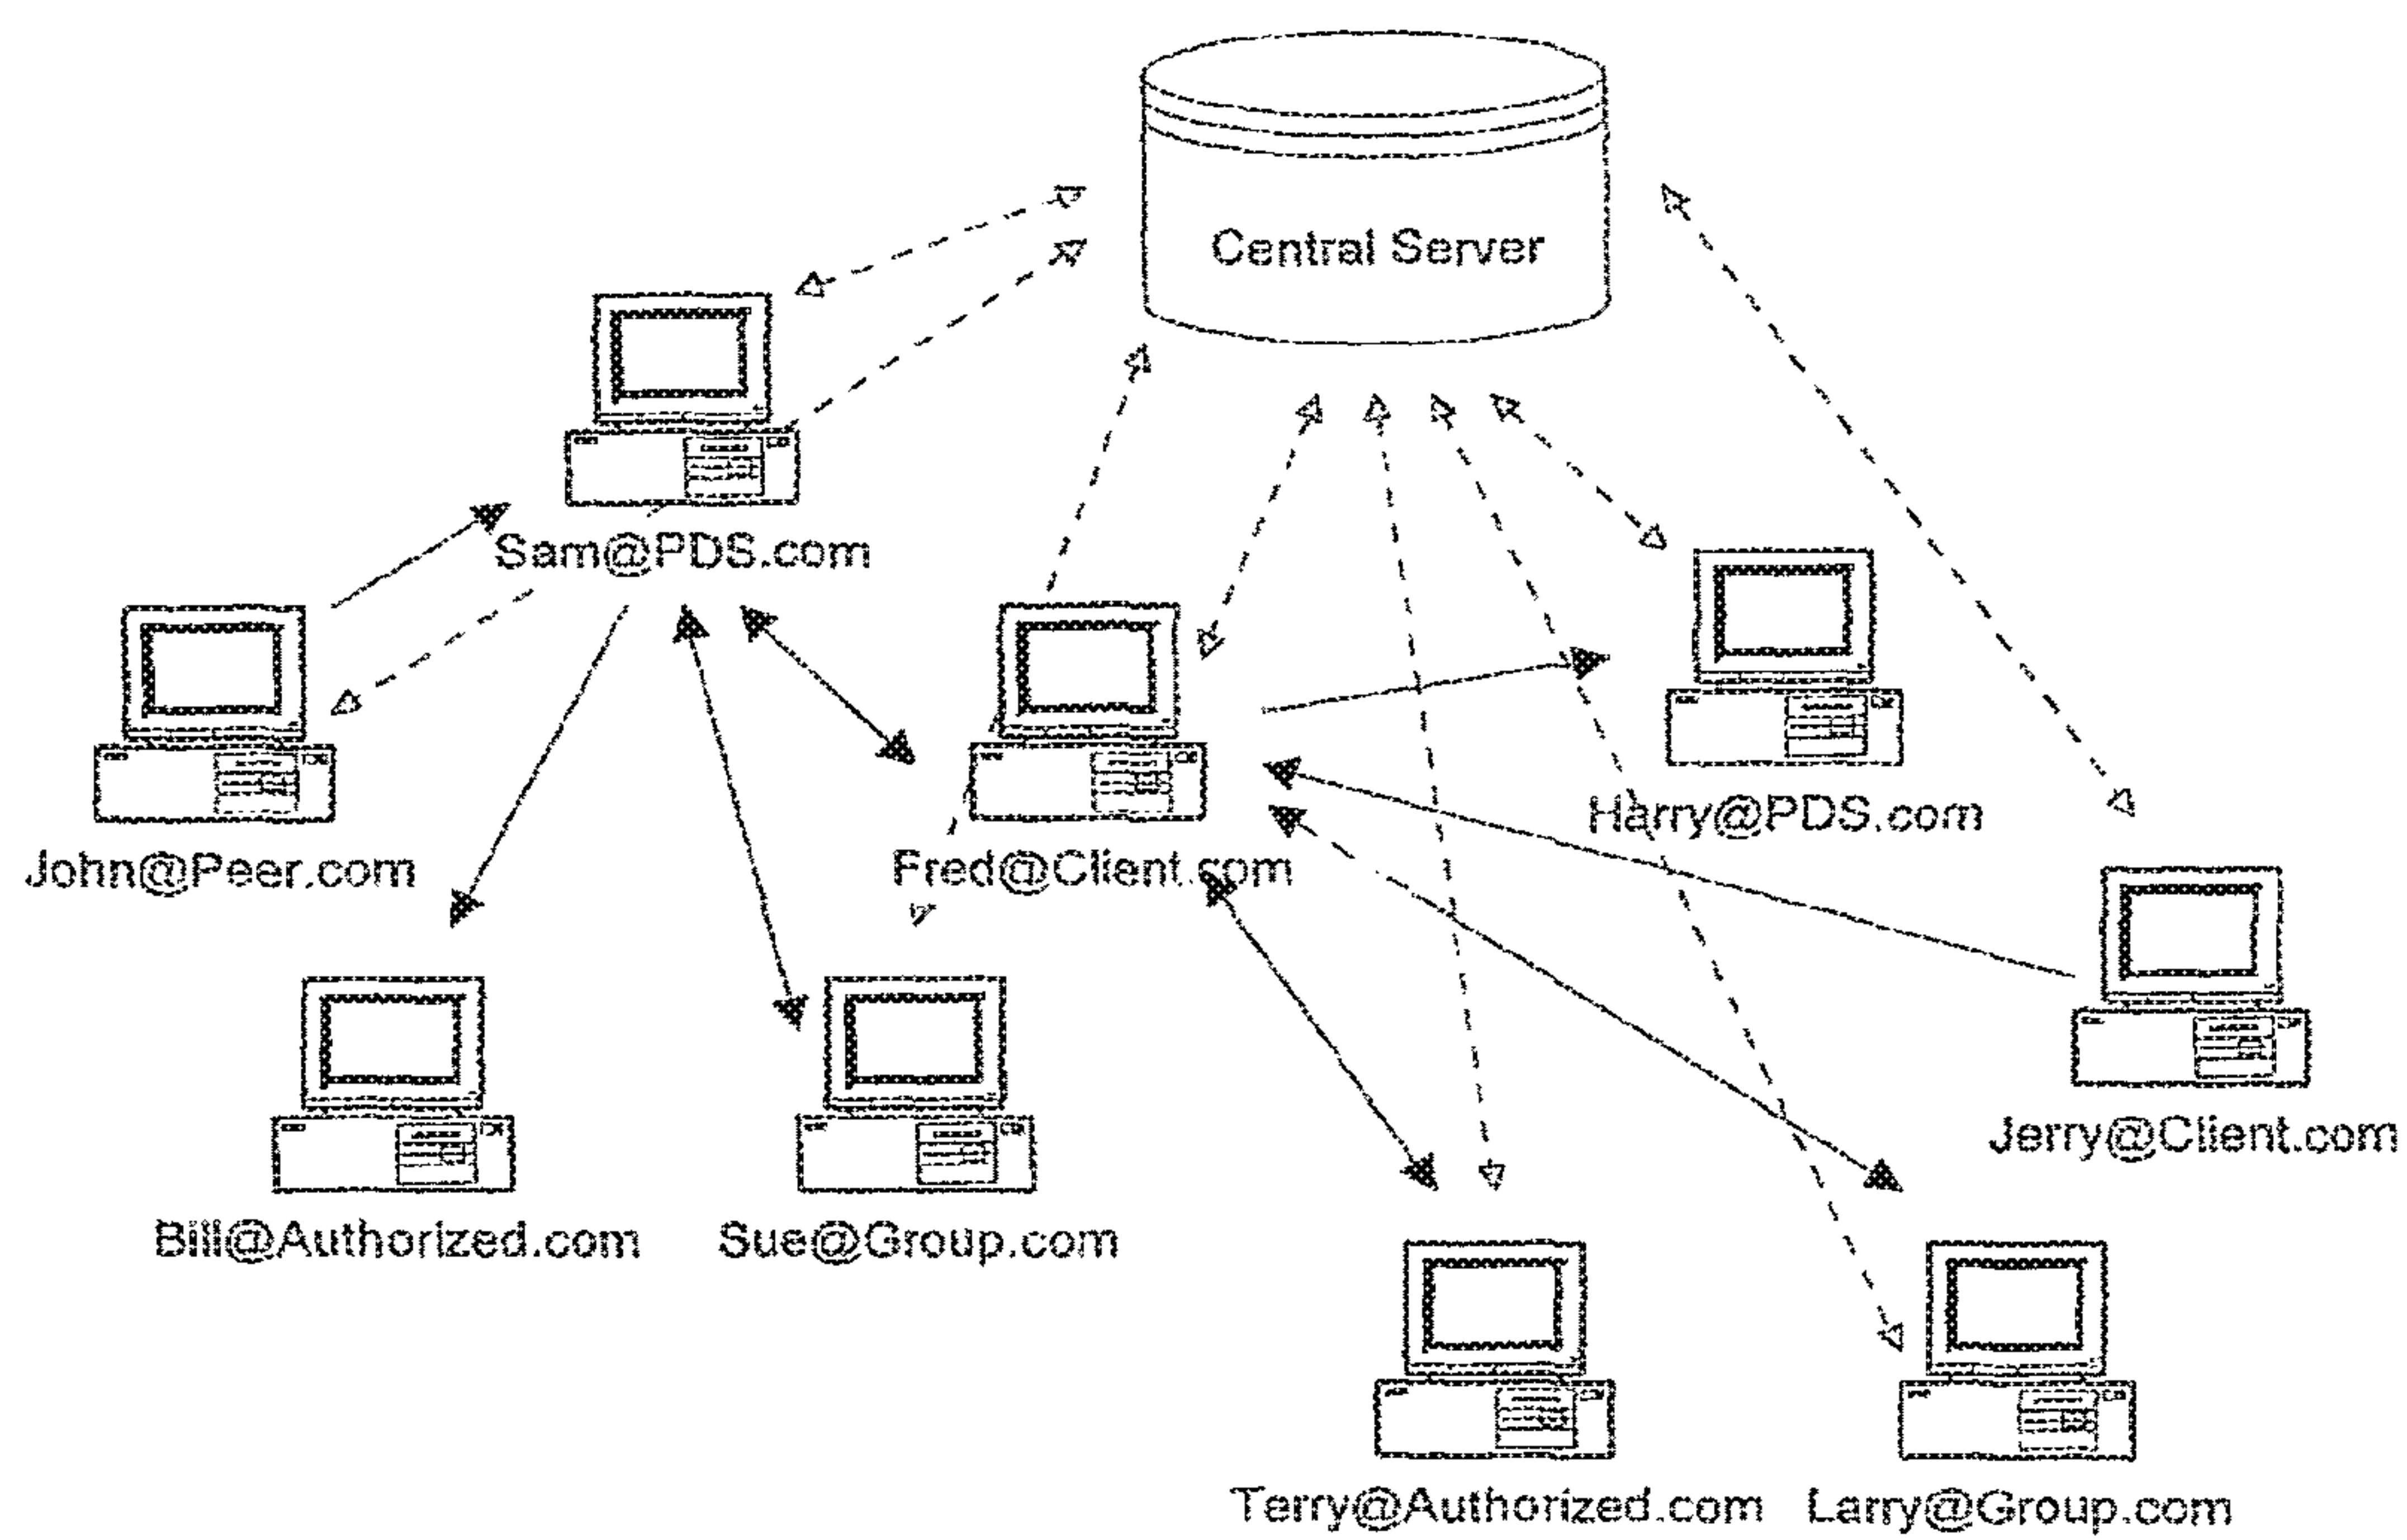 Central Server
Sam@PDS.com
John@Peer.com
Fred@Client.com
Harry@PDS.com
Jerry@Client.com
Bill@Authorized.com
Sue@Group.com
Terry@Authorized.com
Larry@Group.com